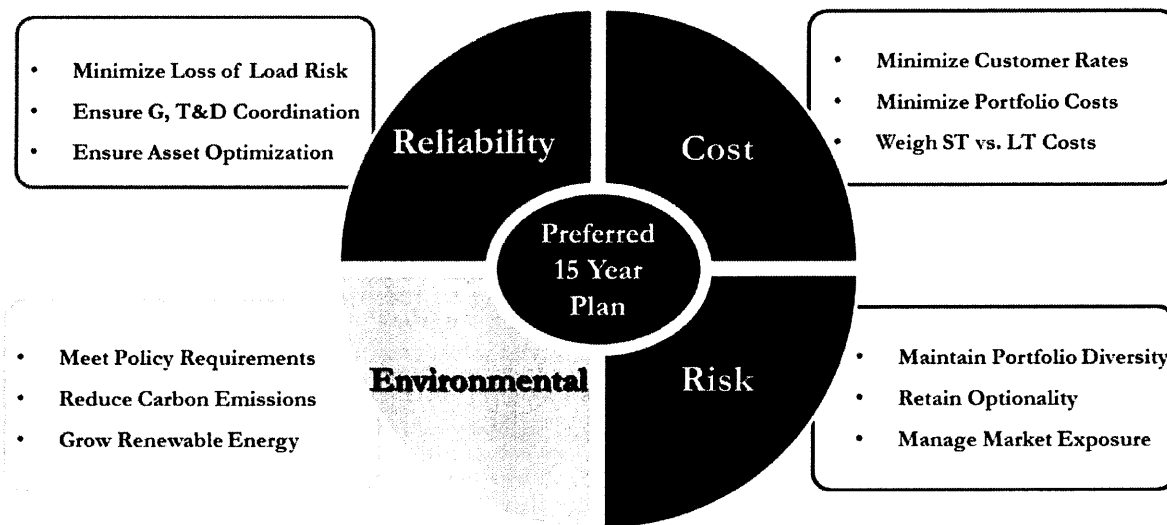 • Minimize Loss of Load Risk
• Ensure G, T&D Coordination
• Ensure Asset Optimization
Reliability
Cost
• Minimize Customer Rates
• Minimize Portfolio Costs
• Weigh ST vs. LT Costs
Preferred
15 Year
Plan
• Meet Policy Requirements
• Reduce Carbon Emissions
• Grow Renewable Energy
Environmental
Risk
• Maintain Portfolio Diversity
• Retain Optionality
• Manage Market Exposure